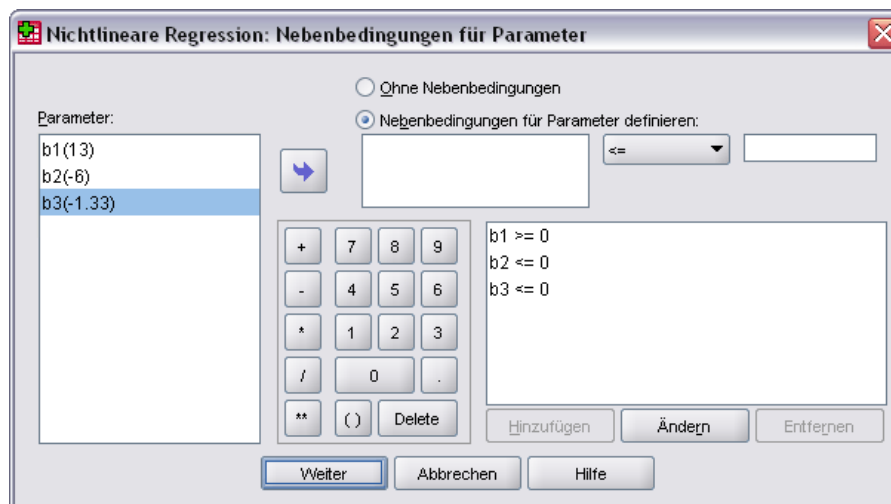 Nichtlineare Regression: Nebenbedingungen für Parameter
Ohne Nebenbedingungen
Parameter:
Nebenbedingungen für Parameter definieren:
b1(13)
b2(-6)
b3(-1.33)
<=
+ 7 8 9
- 4 5 6
* 1 2 3
/ 0 .
** ( ) Delete
b1 >= 0
b2 <= 0
b3 <= 0
Hinzufügen Ändern Entfernen
Weiter Abbrechen Hilfe